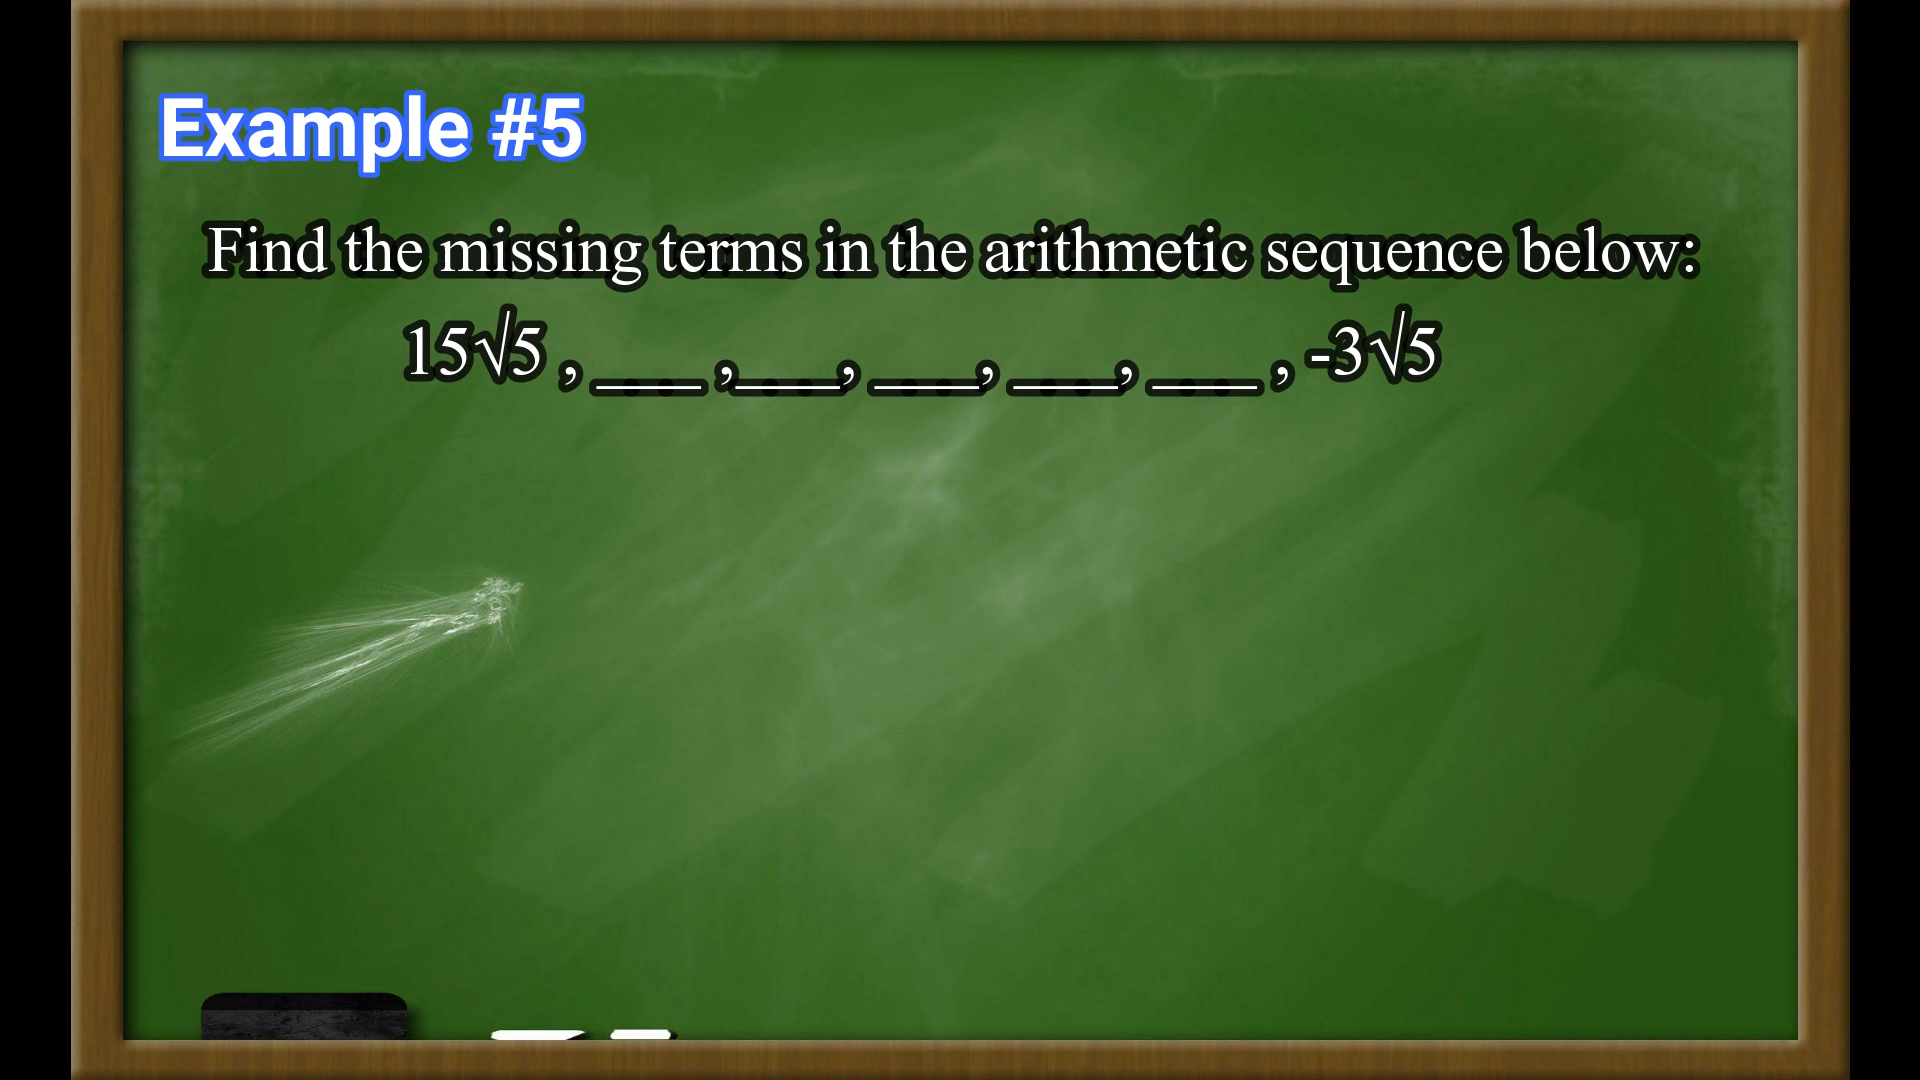 Example #5
Find the missing terms in the arithmetic sequence below:
15√5 , ___ ,___, ___, ___, ___ , -3√5